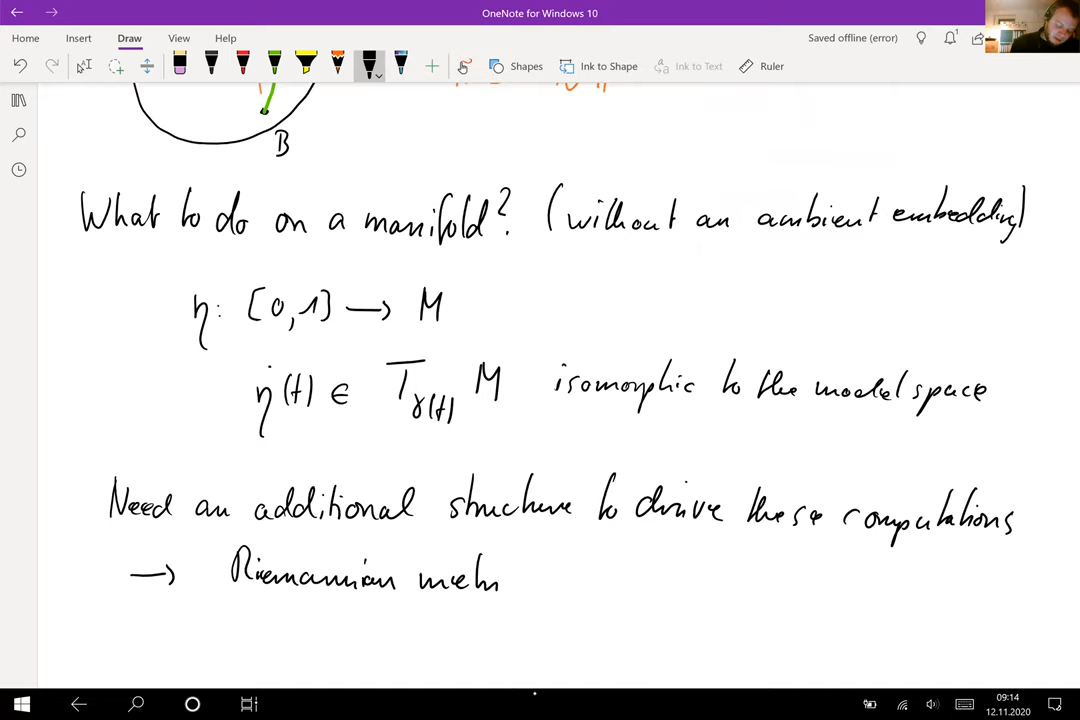 OneNote for Windows 10
Home Insert Draw View Help Saved offline (error)
Shapes Ink to Shape Ink to Text Ruler
B
What to do on a manifold? (without an ambient embedding)
η: [0,1] → M
η̇(t) ∈ T_γ(t) M isomorphic to the model space
Need an additional structure to drive these computations
→ Riemannian metr
09:14
12.11.2020